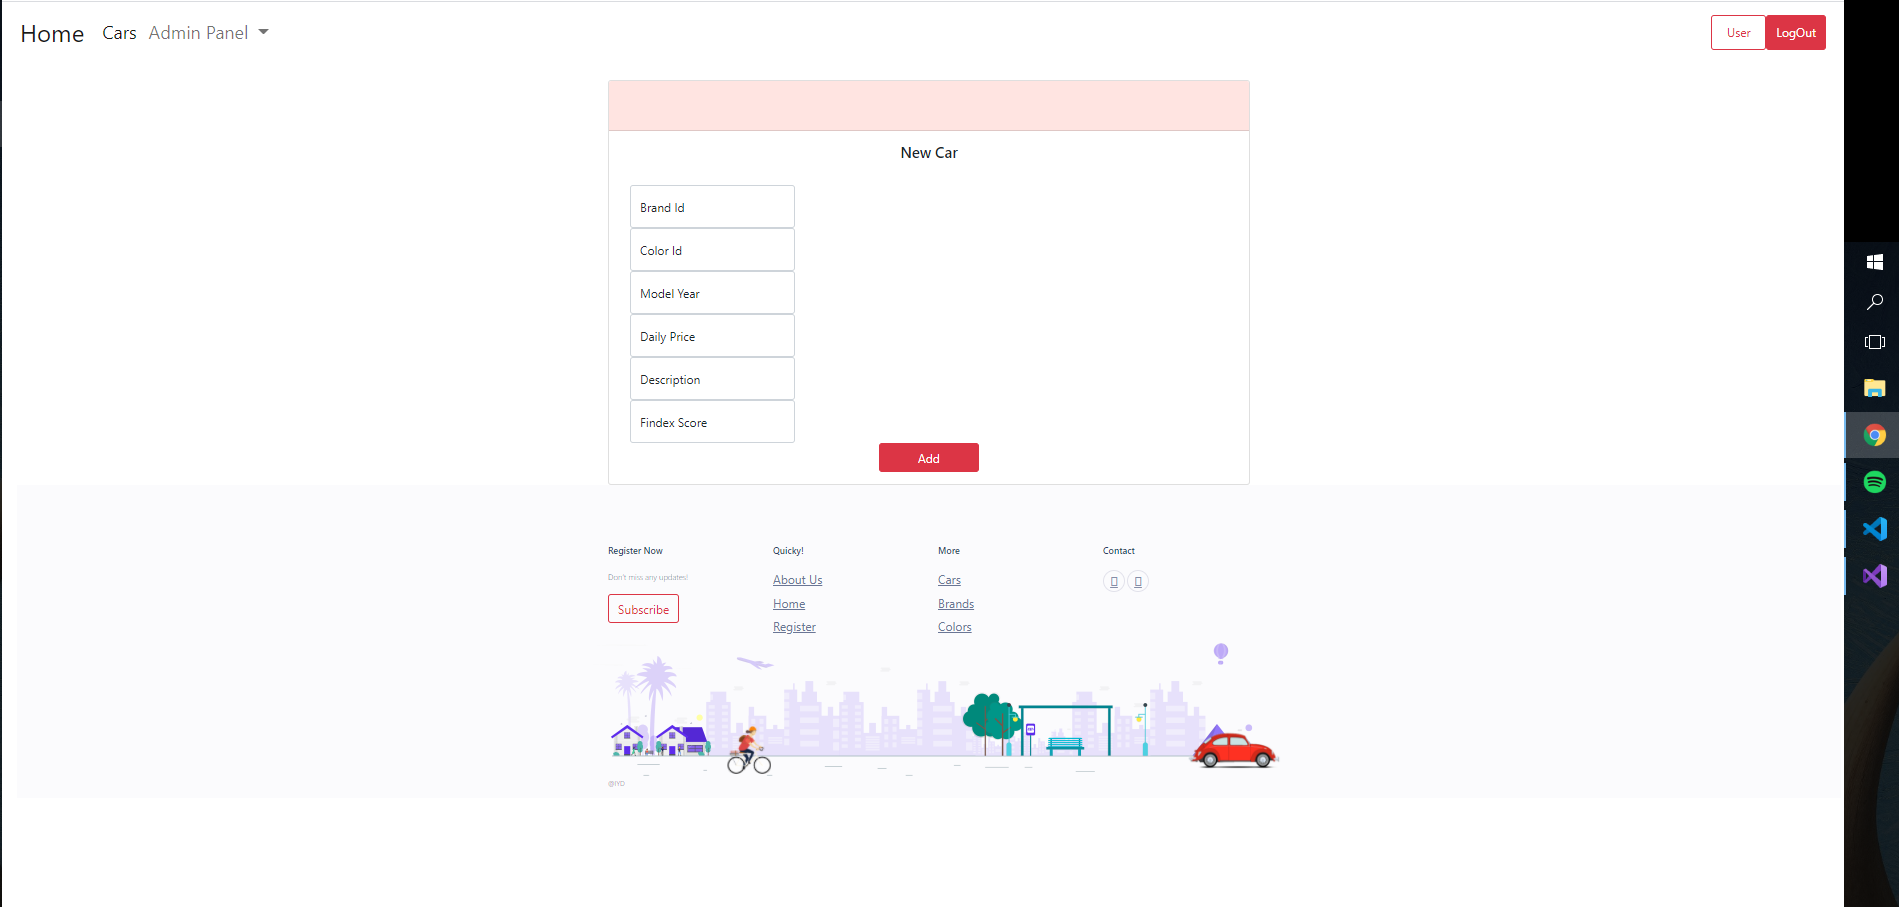 Home Cars Admin Panel User LogOut
New Car
Brand Id
Color Id
Model Year
Daily Price
Description
Findex Score
Add
Register Now
Don't miss any updates!
Subscribe
Quicky!
About Us
Home
Register
More
Cars
Brands
Colors
Contact